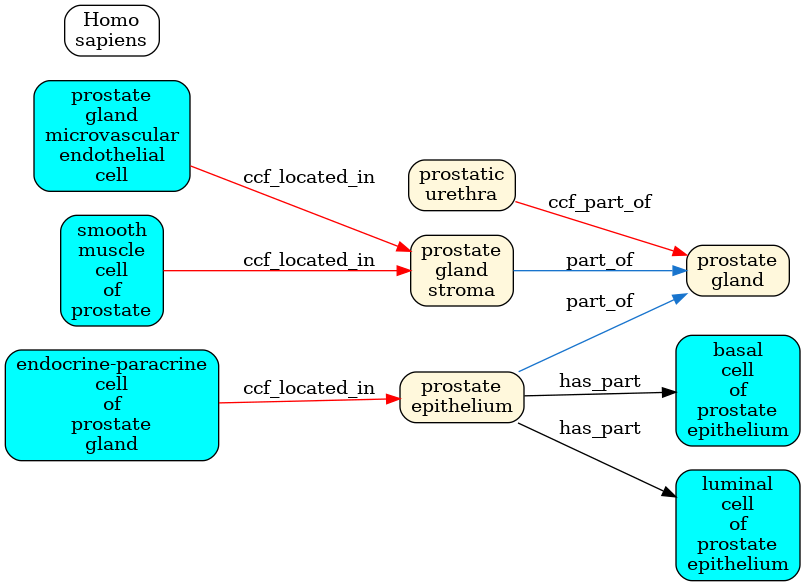 Homo
sapiens
prostate
gland
microvascular
endothelial
cell
ccf_located_in
prostatic
urethra
ccf_part_of
smooth
muscle
cell
of
prostate
ccf_located_in
prostate
gland
stroma
part_of
prostate
gland
part_of
endocrine-paracrine
cell
of
prostate
gland
ccf_located_in
prostate
epithelium
has_part
basal
cell
of
prostate
epithelium
has_part
luminal
cell
of
prostate
epithelium